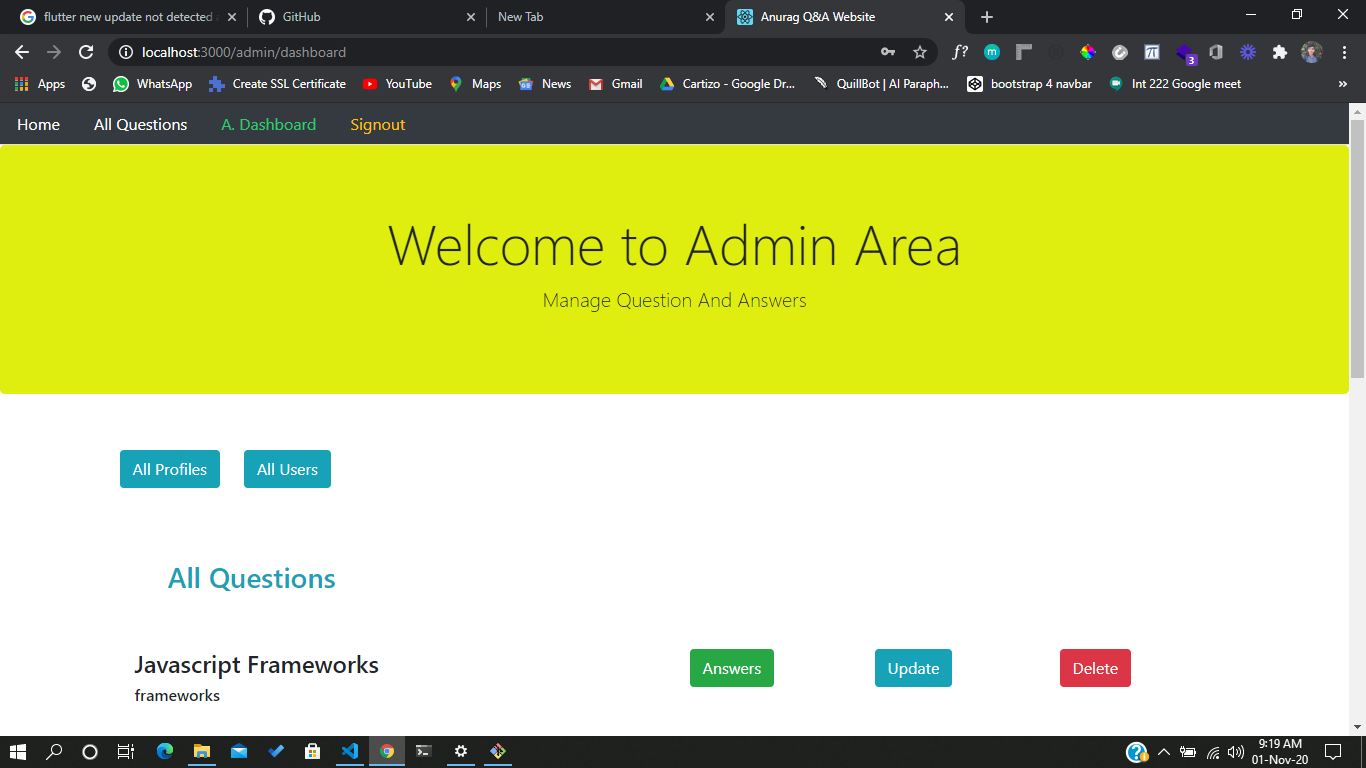 flutter new update not detected
GitHub
New Tab
Anurag Q&A Website
localhost:3000/admin/dashboard
f?
m
π
3
Apps
WhatsApp
Create SSL Certificate
YouTube
Maps
News
Gmail
Cartizo - Google Dr...
QuillBot | AI Paraph...
bootstrap 4 navbar
Int 222 Google meet
»
Home
All Questions
A. Dashboard
Signout
Welcome to Admin Area
Manage Question And Answers
All Profiles
All Users
All Questions
Javascript Frameworks
Answers
Update
Delete
frameworks
9:19 AM
01-Nov-20